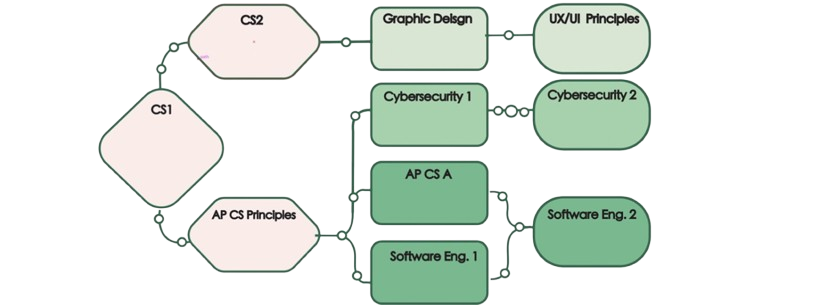 CS2
Graphic Deisgn
UX/UI Principles
CS1
Cybersecurity 1
Cybersecurity 2
AP CS A
AP CS Principles
Software Eng. 2
Software Eng. 1